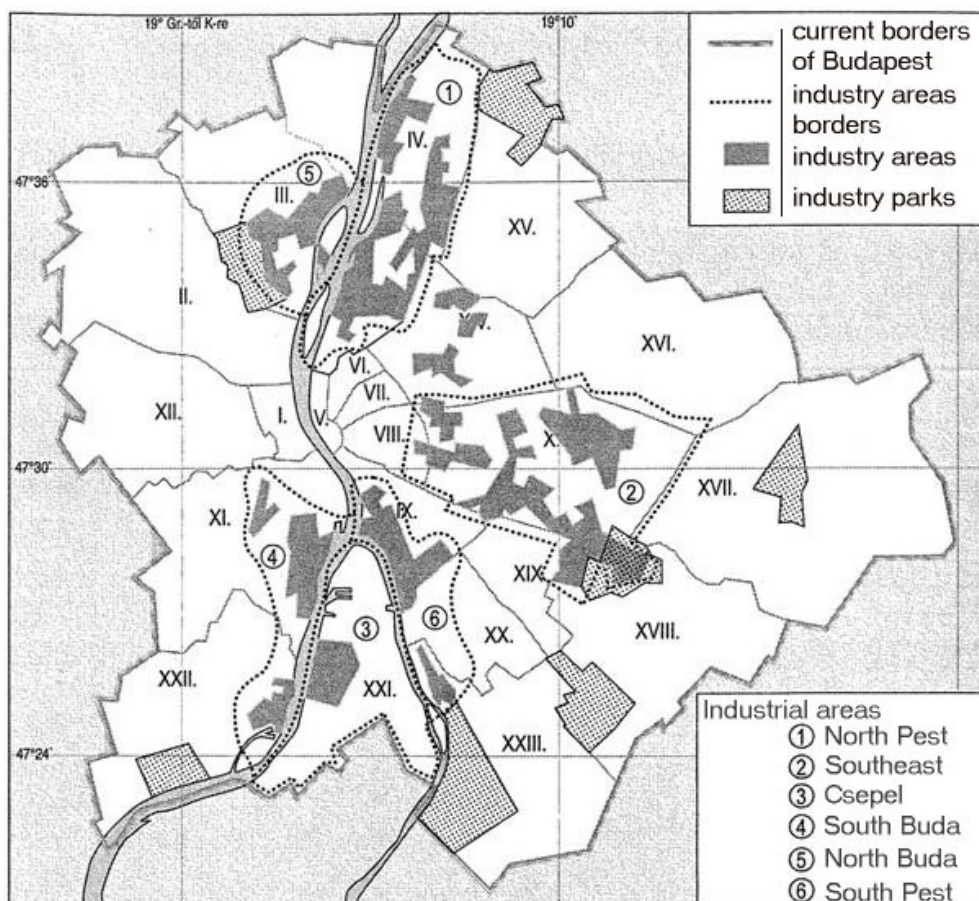 19° Gr.-től K-re
19°10'
current borders
of Budapest
industry areas
borders
industry areas
industry parks
①
IV.
47°36'
⑤
III.
XV.
II.
XVI.
VI.
VII.
XII.
I.
V.
VIII.
X.
47°30'
②
XVII.
XI.
IX.
④
XIX.
⑥
③
XX.
XVIII.
XXII.
XXI.
XXIII.
47°24'
Industrial areas
① North Pest
② Southeast
③ Csepel
④ South Buda
⑤ North Buda
⑥ South Pest